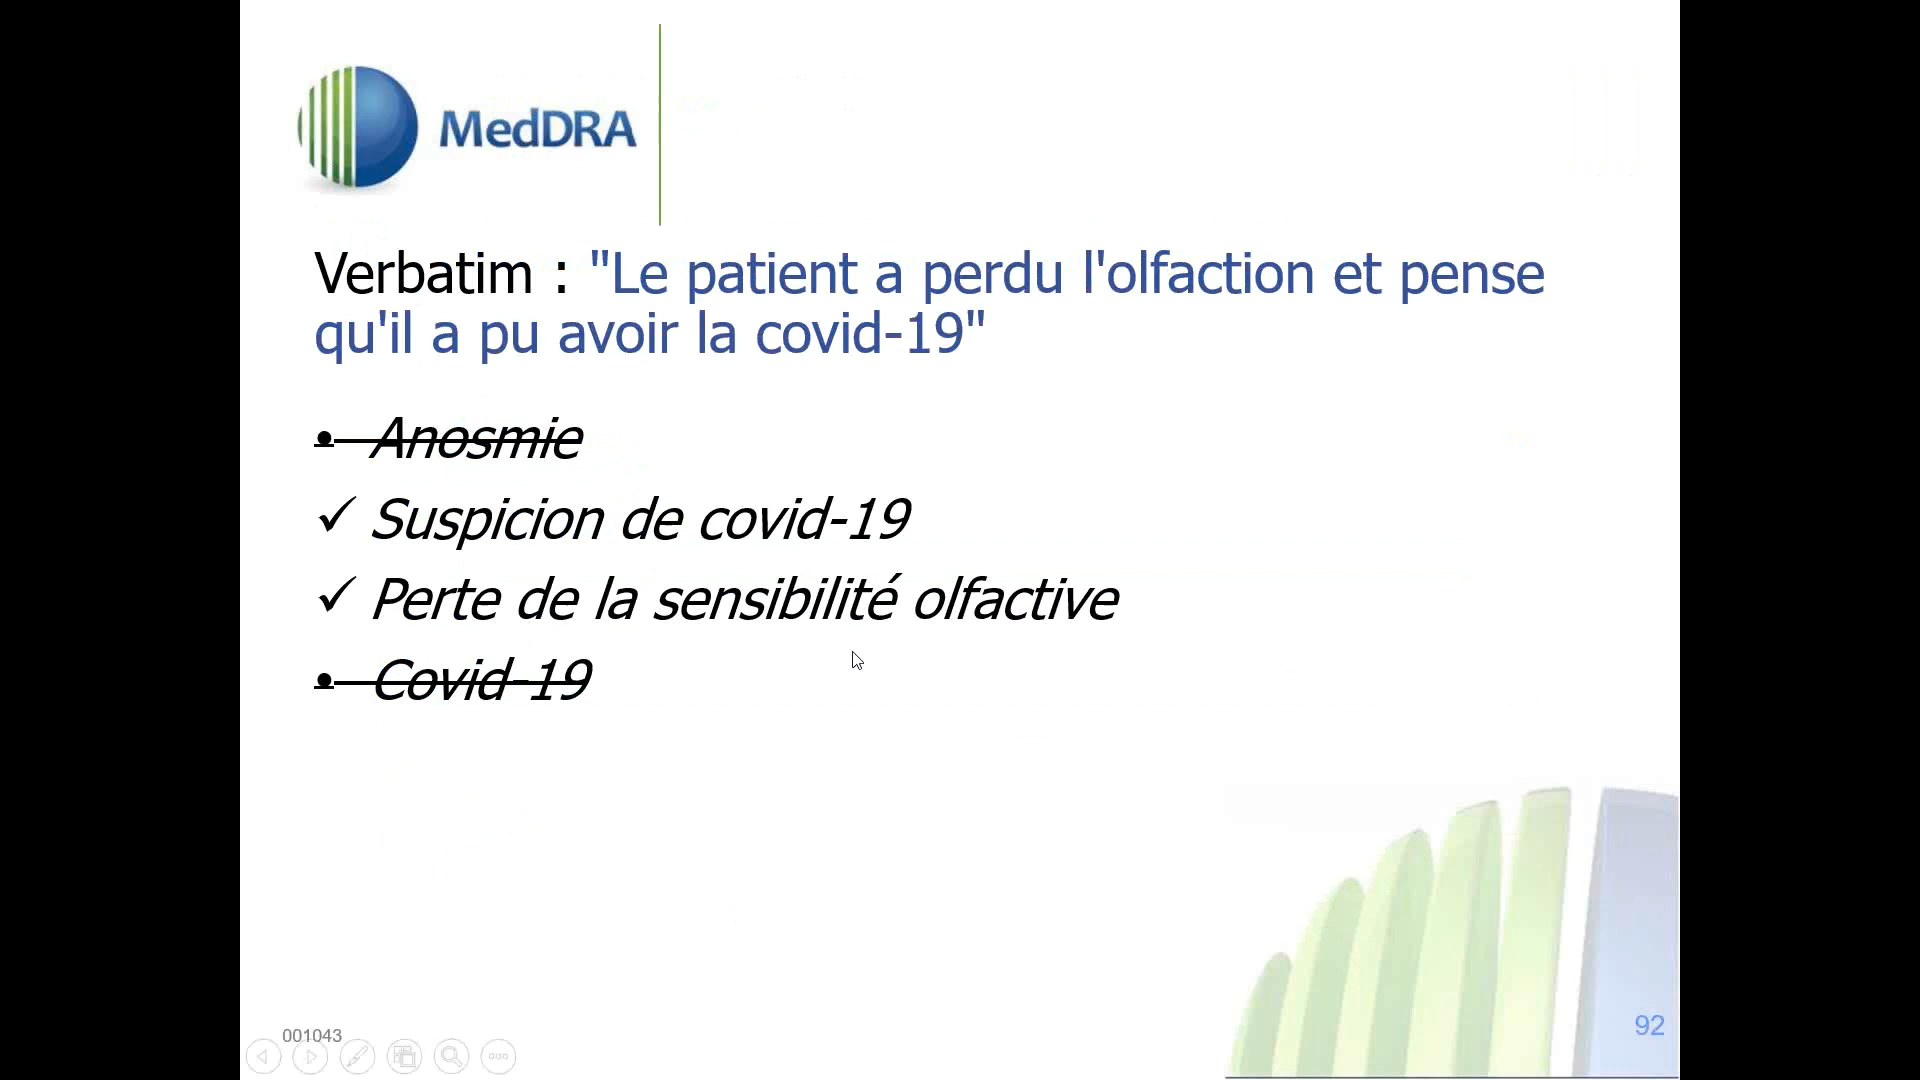 MedDRA
Verbatim : "Le patient a perdu l'olfaction et pense
qu'il a pu avoir la covid-19"
• Anosmie
✓ Suspicion de covid-19
✓ Perte de la sensibilité olfactive
• Covid-19
001043
92